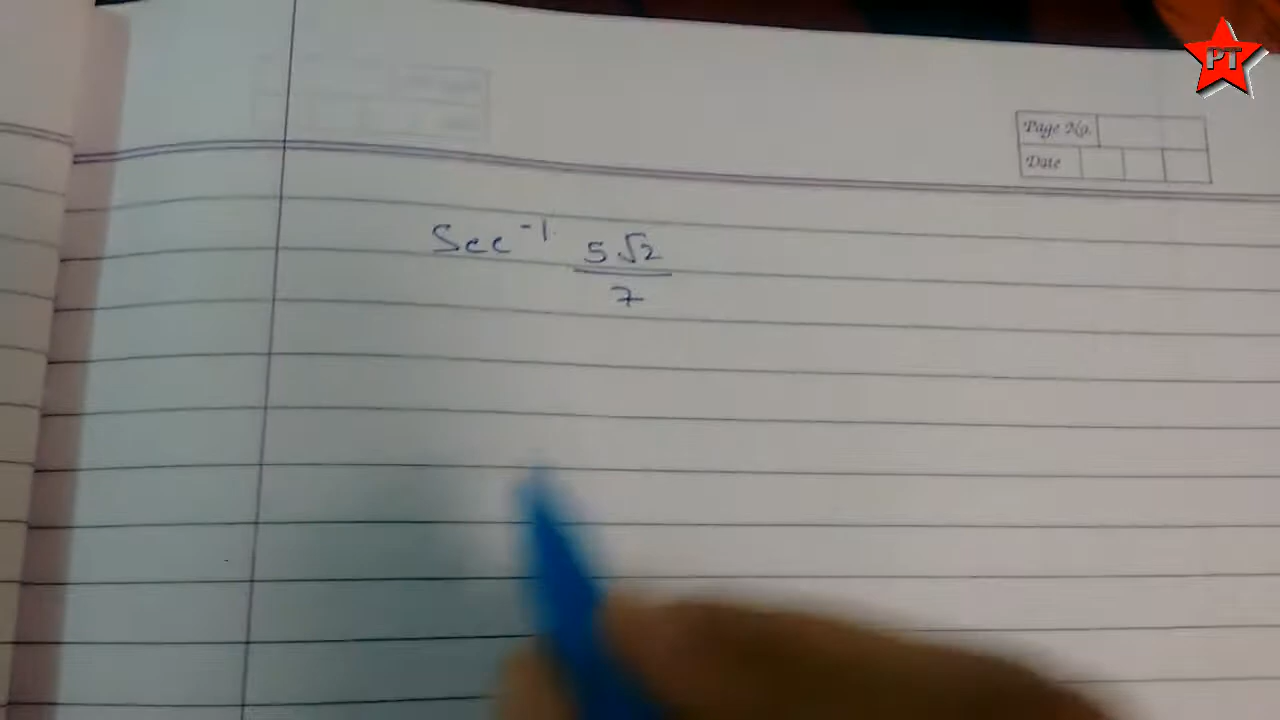 PT
Page No.
Date
Sec⁻¹ 5√2/7